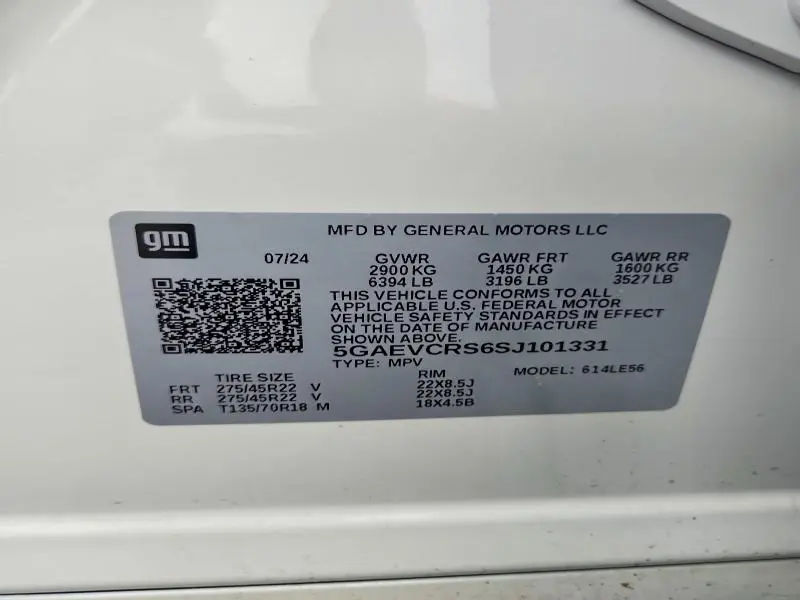 gm
MFD BY GENERAL MOTORS LLC
07/24 GVWR GAWR FRT GAWR RR
2900 KG 1450 KG 1600 KG
6394 LB 3196 LB 3527 LB
THIS VEHICLE CONFORMS TO ALL
APPLICABLE U.S. FEDERAL MOTOR
VEHICLE SAFETY STANDARDS IN EFFECT
ON THE DATE OF MANUFACTURE
SHOWN ABOVE.
5GAEVCRS6SJ101331
TYPE: MPV MODEL: 614LE56
TIRE SIZE RIM
FRT 275/45R22 V 22X8.5J
RR 275/45R22 V 22X8.5J
SPA T135/70R18 M 18X4.5B